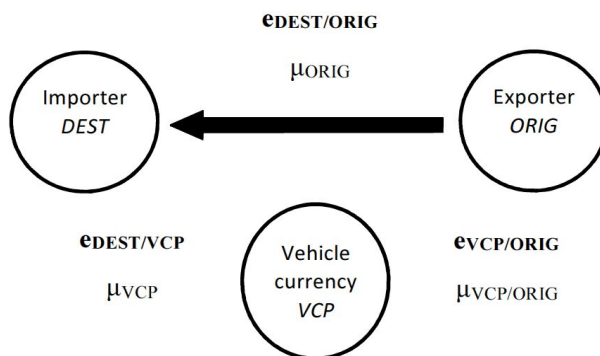 eDEST/ORIG
μORIG
Importer
DEST
Exporter
ORIG
eDEST/VCP
μVCP
Vehicle
currency
VCP
eVCP/ORIG
μVCP/ORIG